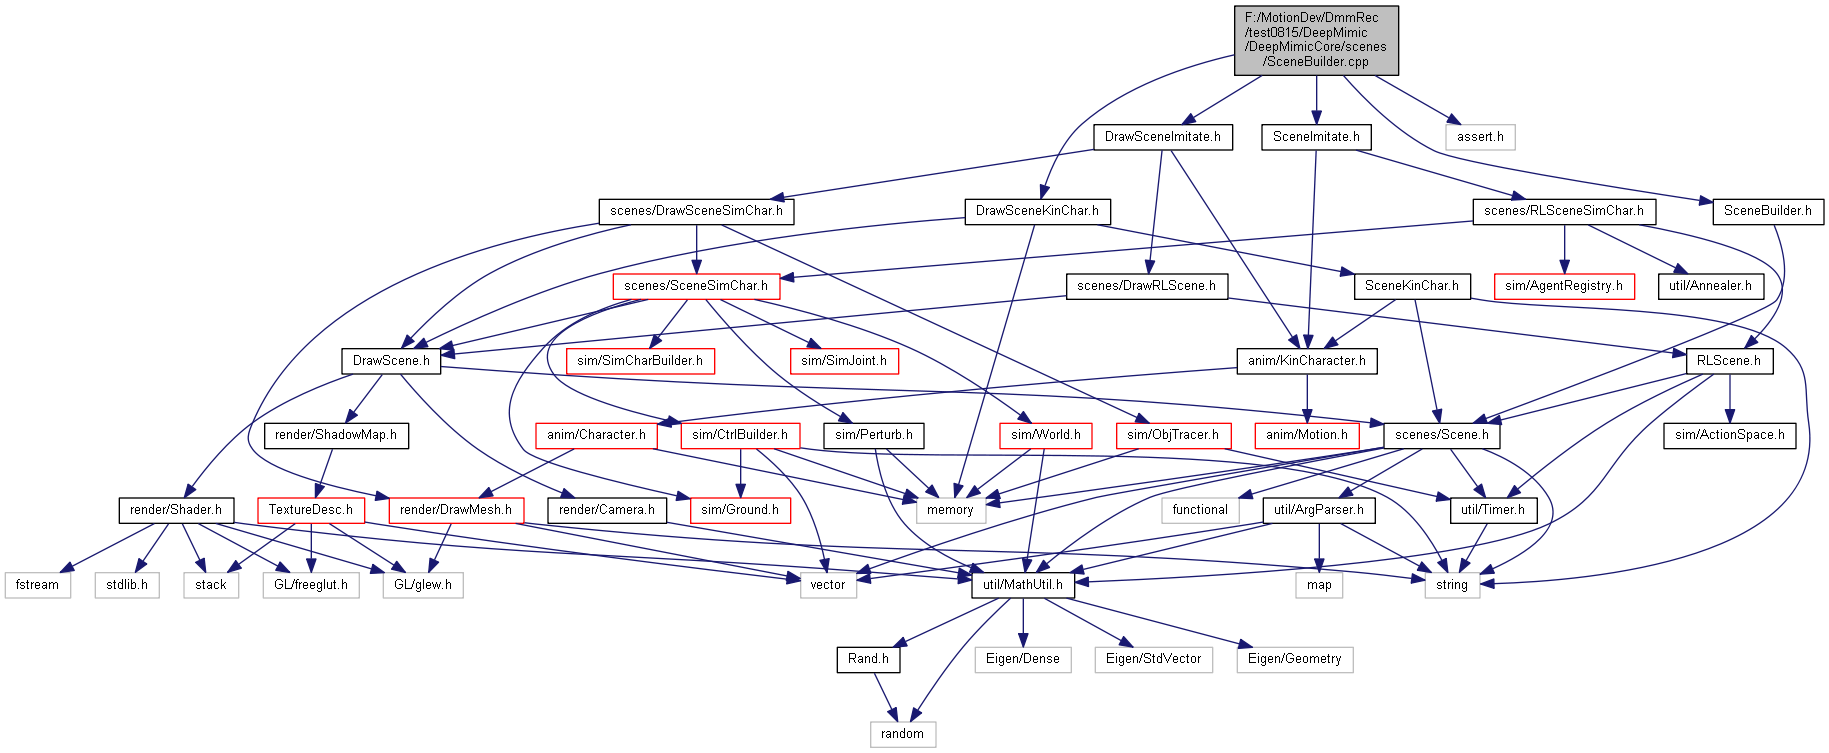 F:/MotionDev/DmmRec
/test0815/DeepMimic
/DeepMimicCore/scenes
/SceneBuilder.cpp
DrawSceneImitate.h
SceneImitate.h
assert.h
scenes/DrawSceneSimChar.h
DrawSceneKinChar.h
scenes/RLSceneSimChar.h
SceneBuilder.h
scenes/SceneSimChar.h
scenes/DrawRLScene.h
SceneKinChar.h
sim/AgentRegistry.h
util/Annealer.h
DrawScene.h
sim/SimCharBuilder.h
sim/SimJoint.h
anim/KinCharacter.h
RLScene.h
render/ShadowMap.h
anim/Character.h
sim/CtrlBuilder.h
sim/Perturb.h
sim/World.h
sim/ObjTracer.h
anim/Motion.h
scenes/Scene.h
sim/ActionSpace.h
render/Shader.h
TextureDesc.h
render/DrawMesh.h
render/Camera.h
sim/Ground.h
memory
functional
util/ArgParser.h
util/Timer.h
fstream
stdlib.h
stack
GL/freeglut.h
GL/glew.h
vector
util/MathUtil.h
map
string
Rand.h
Eigen/Dense
Eigen/StdVector
Eigen/Geometry
random